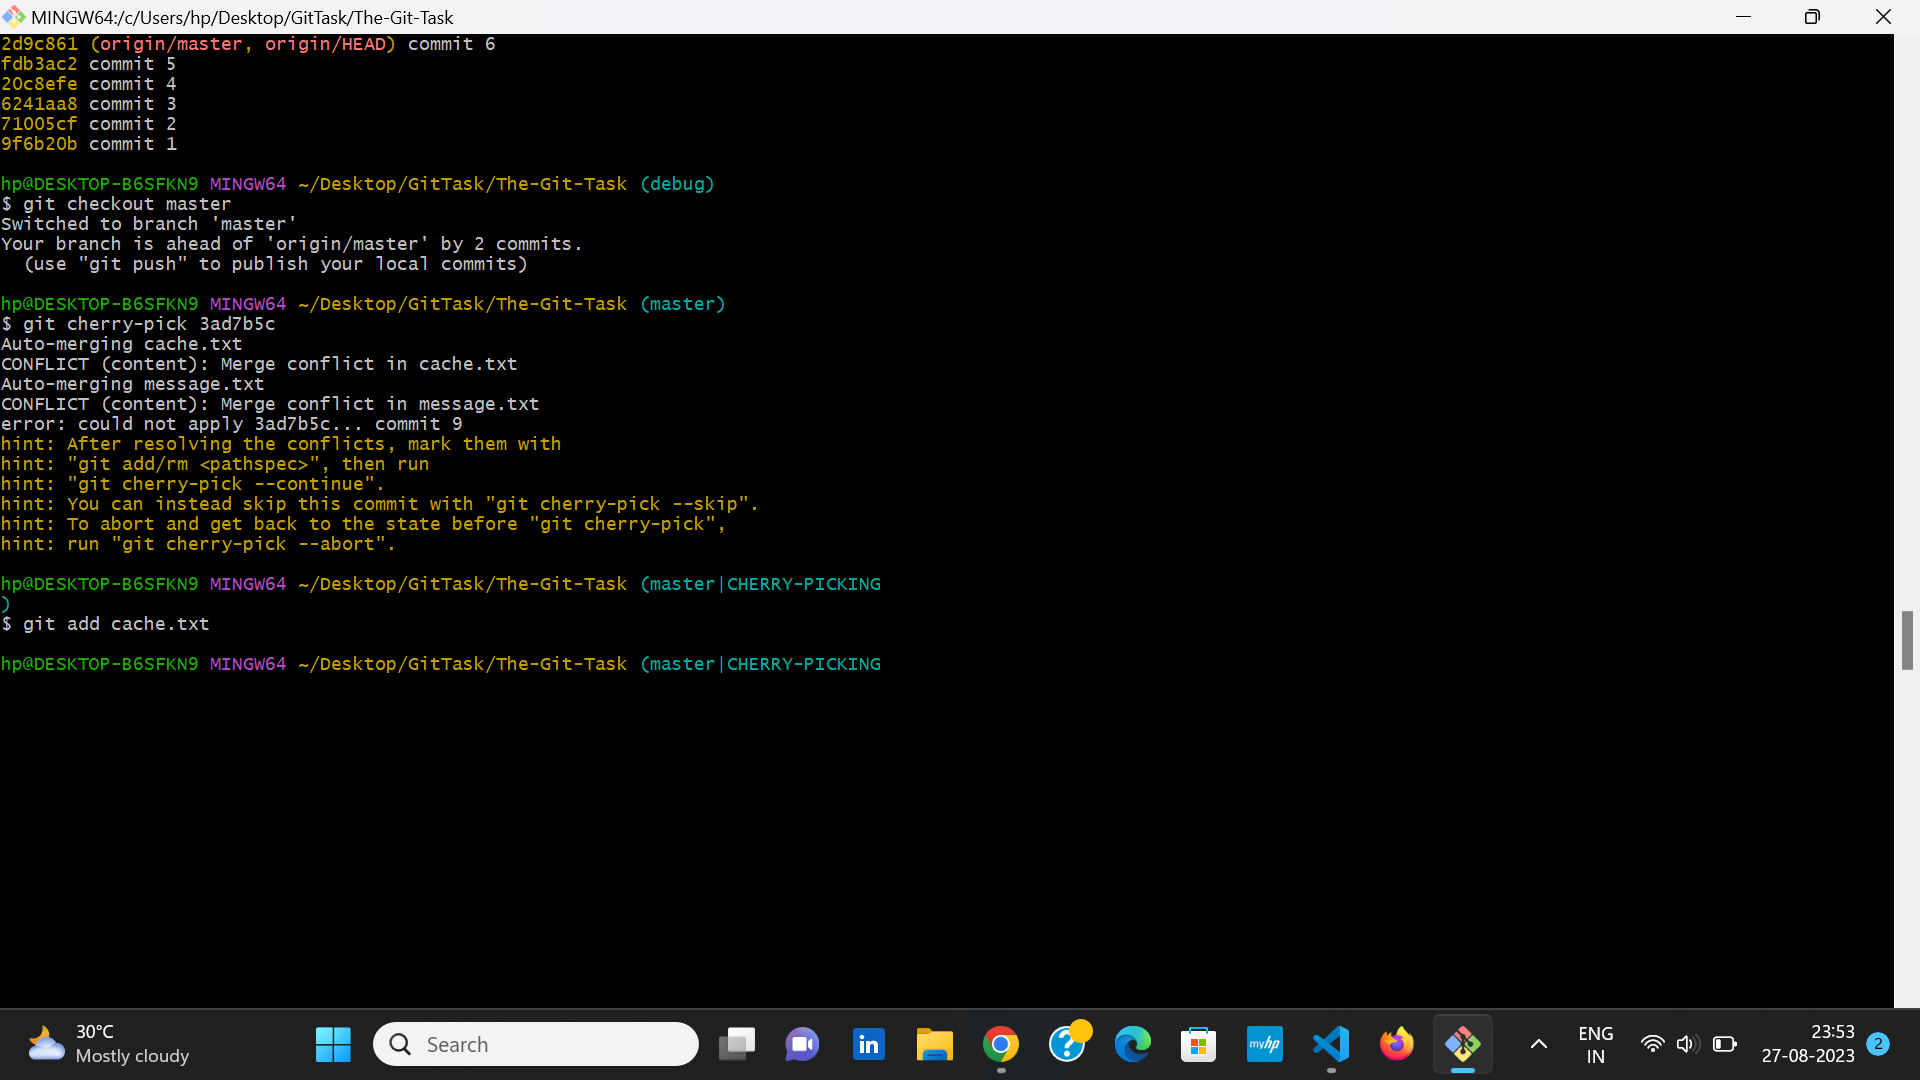 MINGW64:/c/Users/hp/Desktop/GitTask/The-Git-Task
2d9c861 (origin/master, origin/HEAD) commit 6
fdb3ac2 commit 5
20c8efe commit 4
6241aa8 commit 3
71005cf commit 2
9f6b20b commit 1
hp@DESKTOP-B6SFKN9 MINGW64 ~/Desktop/GitTask/The-Git-Task (debug)
$ git checkout master
Switched to branch 'master'
Your branch is ahead of 'origin/master' by 2 commits.
  (use "git push" to publish your local commits)
hp@DESKTOP-B6SFKN9 MINGW64 ~/Desktop/GitTask/The-Git-Task (master)
$ git cherry-pick 3ad7b5c
Auto-merging cache.txt
CONFLICT (content): Merge conflict in cache.txt
Auto-merging message.txt
CONFLICT (content): Merge conflict in message.txt
error: could not apply 3ad7b5c... commit 9
hint: After resolving the conflicts, mark them with
hint: "git add/rm <pathspec>", then run
hint: "git cherry-pick --continue".
hint: You can instead skip this commit with "git cherry-pick --skip".
hint: To abort and get back to the state before "git cherry-pick",
hint: run "git cherry-pick --abort".
hp@DESKTOP-B6SFKN9 MINGW64 ~/Desktop/GitTask/The-Git-Task (master|CHERRY-PICKING
)
$ git add cache.txt
hp@DESKTOP-B6SFKN9 MINGW64 ~/Desktop/GitTask/The-Git-Task (master|CHERRY-PICKING
30°C
Mostly cloudy
Search
in
?
myhp
ENG
IN
23:53
27-08-2023
2